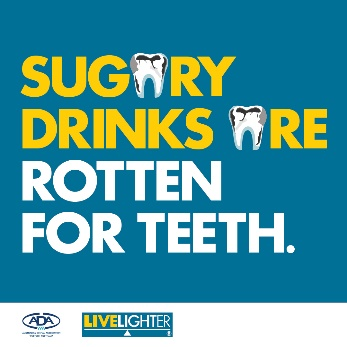 SUGARY
DRINKS ARE
ROTTEN
FOR TEETH.
ADA
LIVELIGHTER